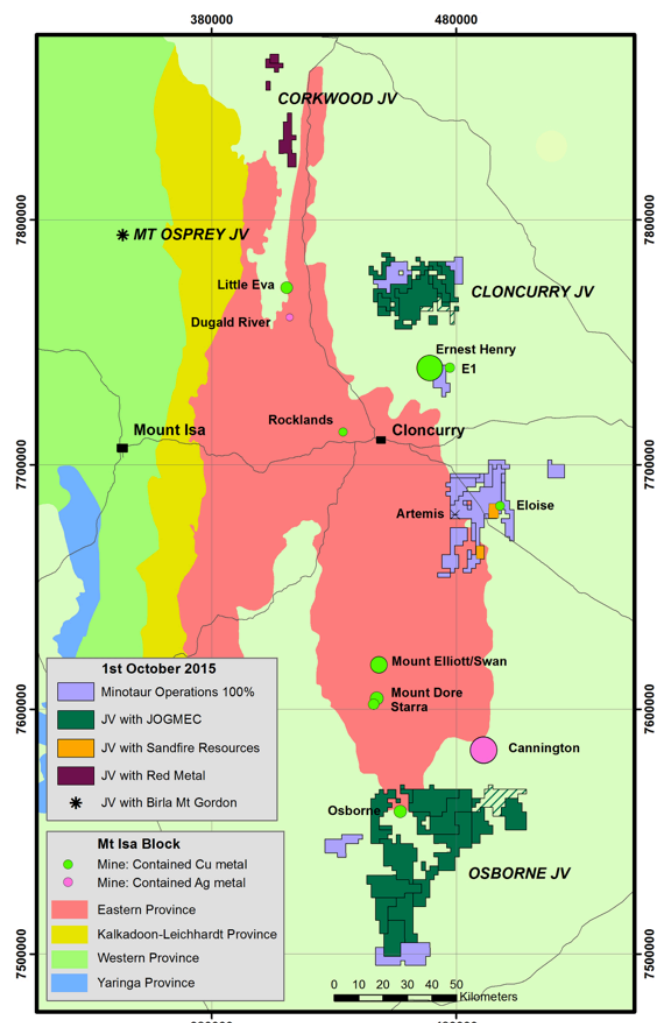 380000
480000
CORKWOOD JV
7800000
7800000
MT OSPREY JV
Little Eva
CLONCURRY JV
Dugald River
Ernest Henry
E1
Rocklands
Mount Isa
Cloncurry
7700000
7700000
Artemis
Eloise
1st October 2015
Minotaur Operations 100%
JV with JOGMEC
JV with Sandfire Resources
JV with Red Metal
JV with Birla Mt Gordon
Mount Elliott/Swan
Mount Dore
Starra
7600000
7600000
Cannington
Osborne
OSBORNE JV
Mt Isa Block
Mine: Contained Cu metal
Mine: Contained Ag metal
Eastern Province
Kalkadoon-Leichhardt Province
Western Province
Yaringa Province
7500000
7500000
0 10 20 30 40 50
Kilometers